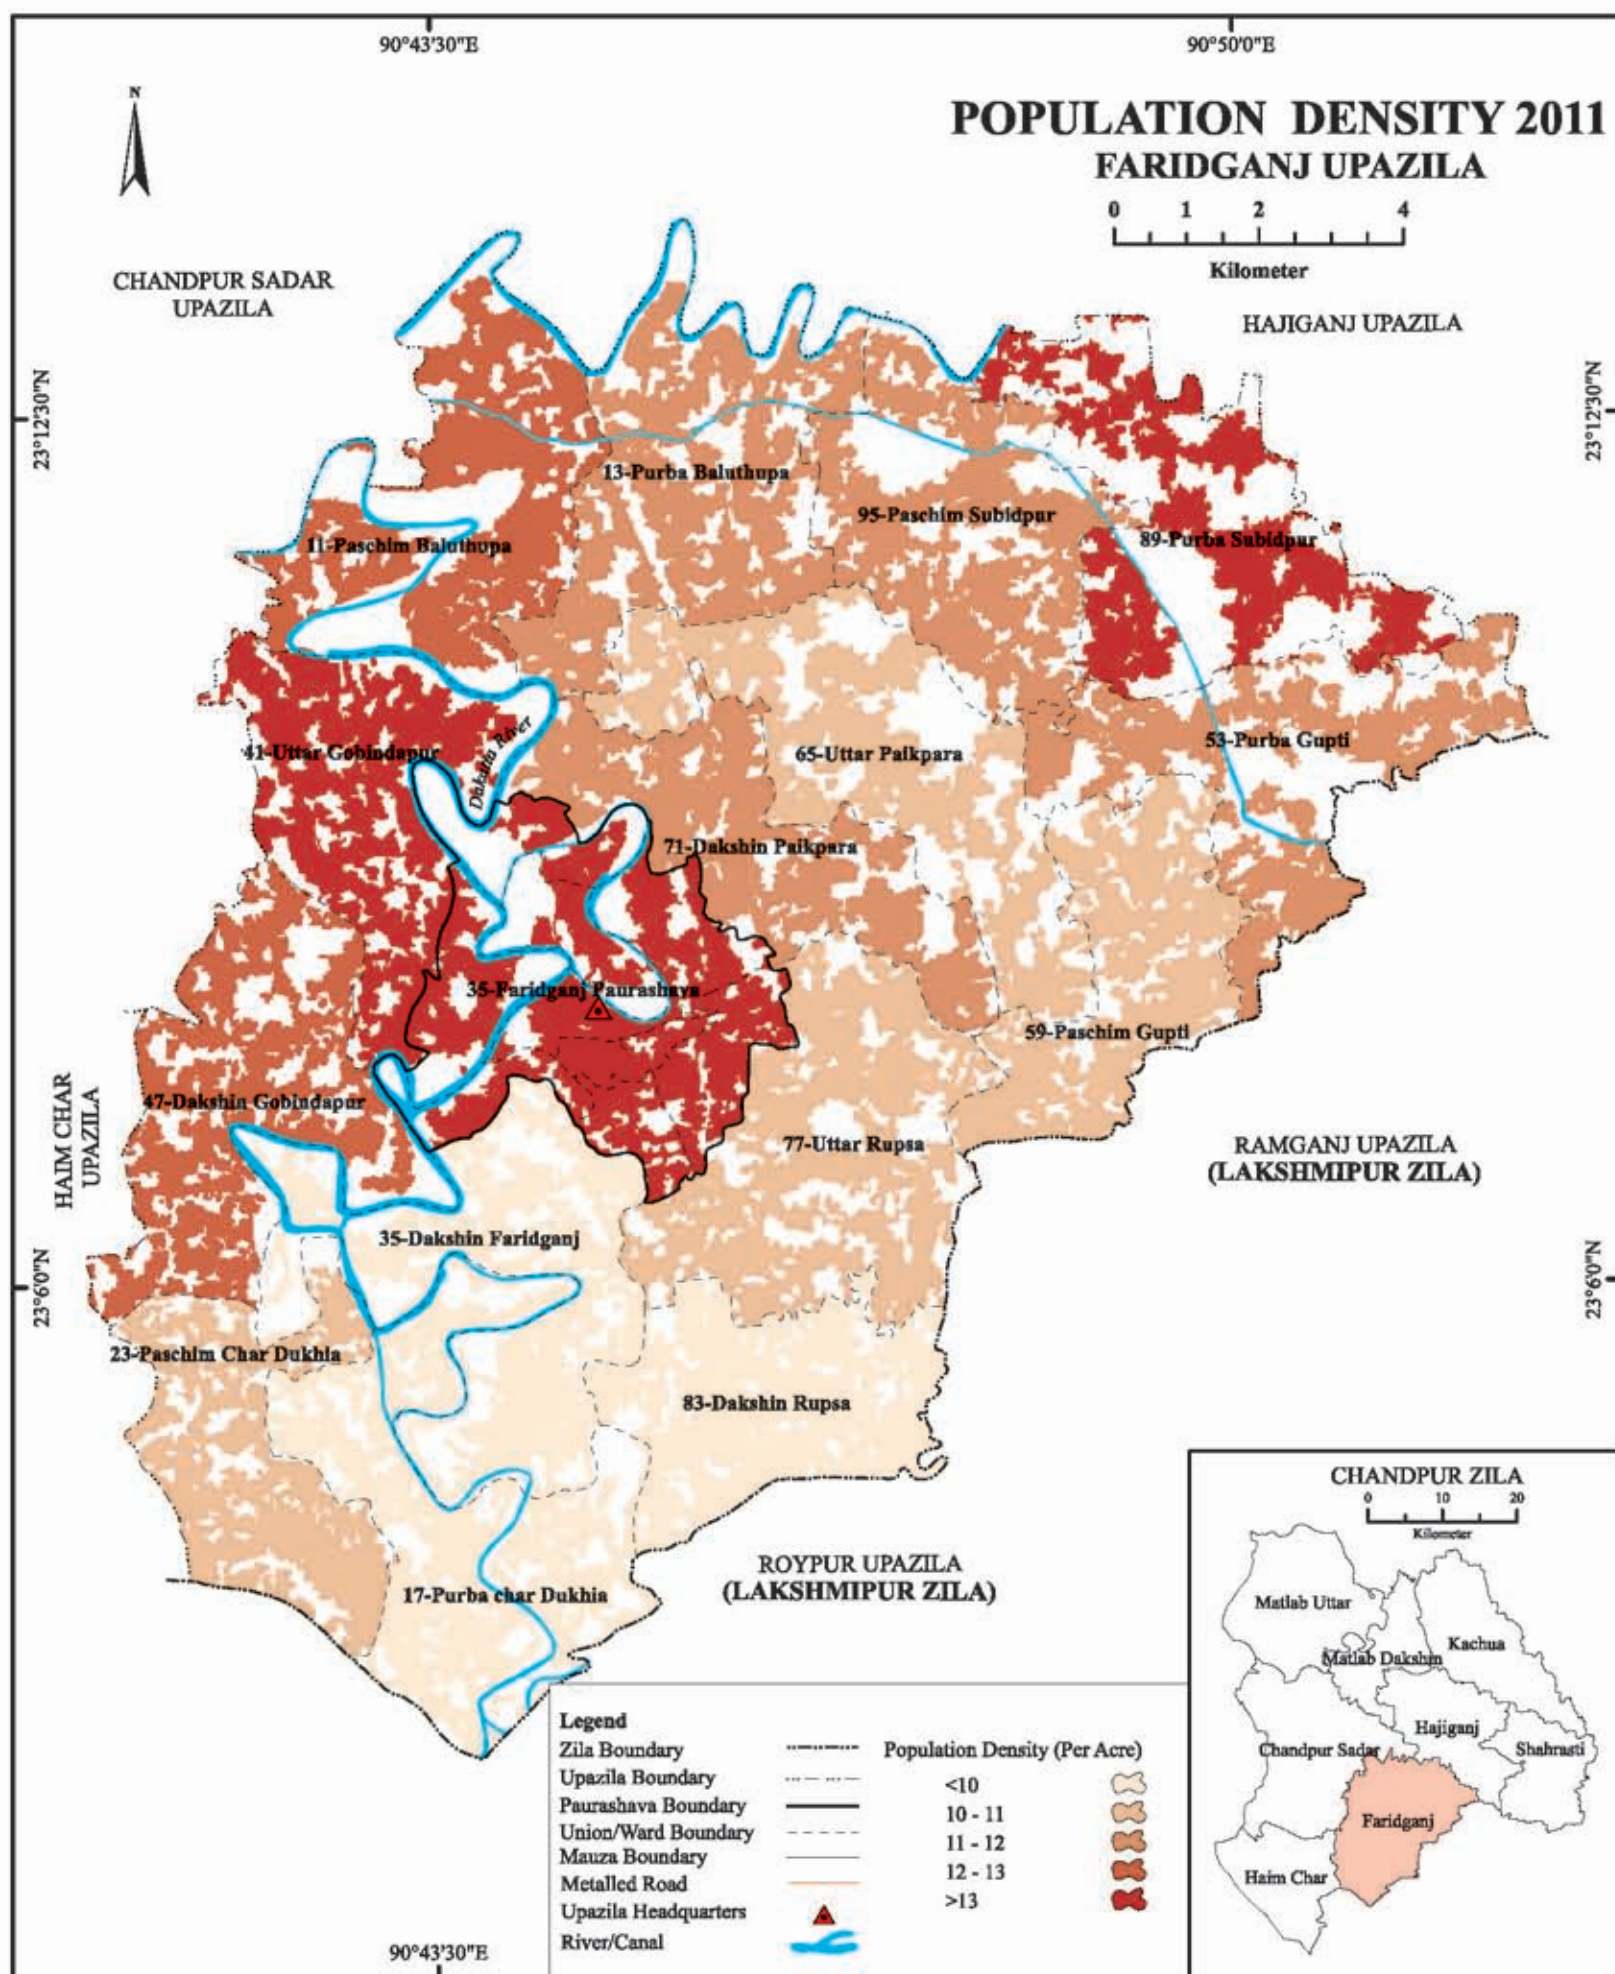 90°43'30"E
90°50'0"E
N
POPULATION DENSITY 2011
FARIDGANJ UPAZILA
0 1 2 4
Kilometer
CHANDPUR SADAR
UPAZILA
HAJIGANJ UPAZILA
23°12'30"N
23°12'30"N
13-Purba Baluthupa
95-Paschim Subidpur
11-Paschim Baluthupa
89-Purba Subidpur
41-Uttar Gobindapur
Dakatia River
65-Uttar Paikpara
53-Purba Gupti
71-Dakshin Paikpara
35-Faridganj Paurashava
59-Paschim Gupti
HAIM CHAR
UPAZILA
47-Dakshin Gobindapur
77-Uttar Rupsa
RAMGANJ UPAZILA
(LAKSHMIPUR ZILA)
35-Dakshin Faridganj
23°6'0"N
23°6'0"N
23-Paschim Char Dukhia
83-Dakshin Rupsa
ROYPUR UPAZILA
(LAKSHMIPUR ZILA)
17-Purba char Dukhia
CHANDPUR ZILA
0 10 20
Kilometer
Matlab Uttar
Kachua
Matlab Dakshin
Hajiganj
Chandpur Sadar
Shahrasti
Faridganj
Haim Char
Legend
Zila Boundary
Upazila Boundary
Paurashava Boundary
Union/Ward Boundary
Mauza Boundary
Metalled Road
Upazila Headquarters
River/Canal
Population Density (Per Acre)
<10
10 - 11
11 - 12
12 - 13
>13
90°43'30"E